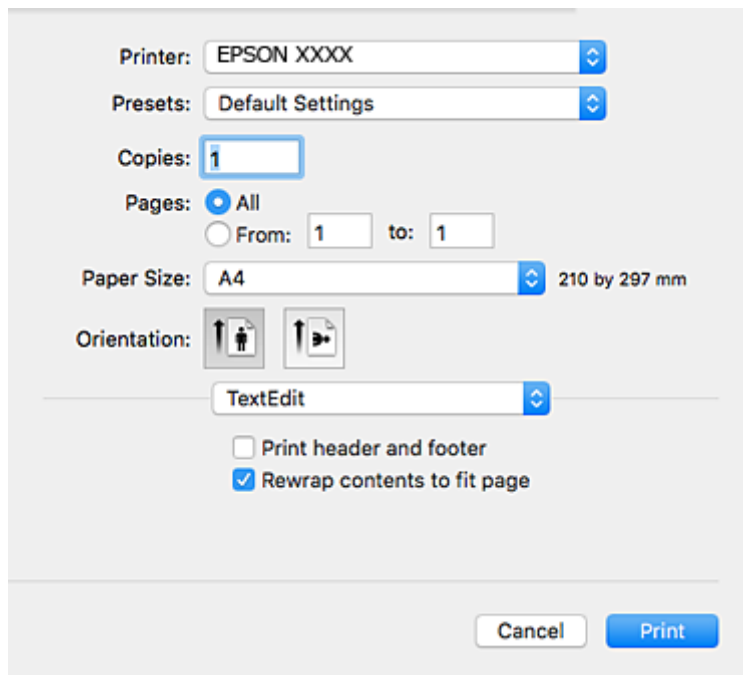 Printer: EPSON XXXX
Presets: Default Settings
Copies: 1
Pages: All
From: 1 to: 1
Paper Size: A4 210 by 297 mm
Orientation:
TextEdit
Print header and footer
Rewrap contents to fit page
Cancel Print